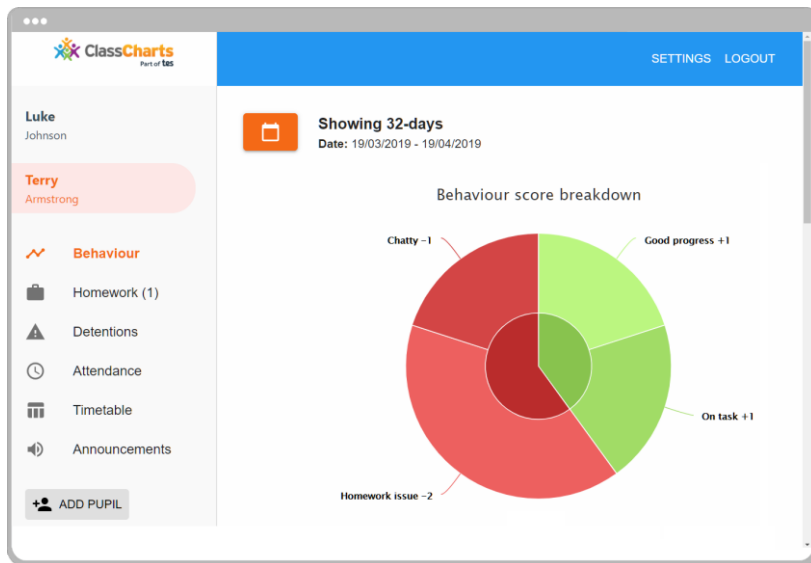 ClassCharts
Part of tes
SETTINGS LOGOUT
Luke
Johnson
Terry
Armstrong
Behaviour
Homework (1)
Detentions
Attendance
Timetable
Announcements
ADD PUPIL
Showing 32-days
Date: 19/03/2019 - 19/04/2019
Behaviour score breakdown
Chatty -1
Good progress +1
On task +1
Homework issue -2